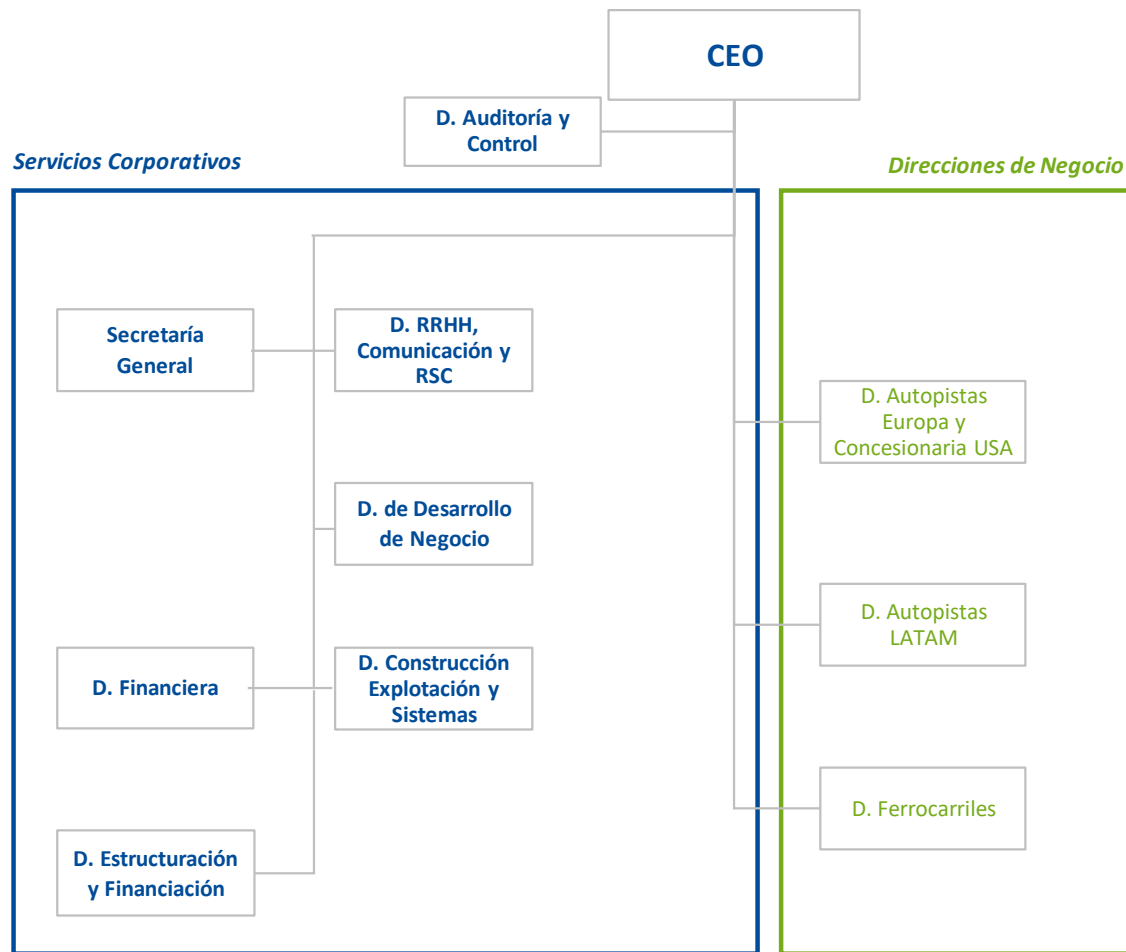 CEO
D. Auditoría y
Control
Servicios Corporativos
Direcciones de Negocio
Secretaría
General
D. RRHH,
Comunicación y
RSC
D. Autopistas
Europa y
Concesionaria USA
D. de Desarrollo
de Negocio
D. Autopistas
LATAM
D. Financiera
D. Construcción
Explotación y
Sistemas
D. Ferrocarriles
D. Estructuración
y Financiación